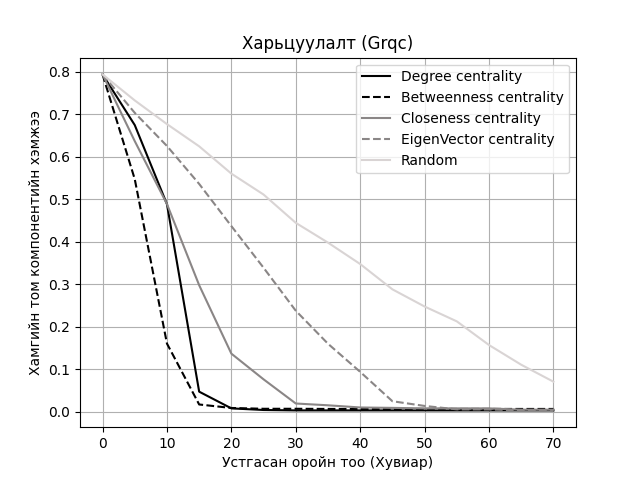 Харьцуулалт (Grqc)
Degree centrality
Betweenness centrality
Closeness centrality
EigenVector centrality
Random
Хамгийн том компонентийн хэмжээ
0.8
0.7
0.6
0.5
0.4
0.3
0.2
0.1
0.0
0 10 20 30 40 50 60 70
Устгасан оройн тоо (Хувиар)